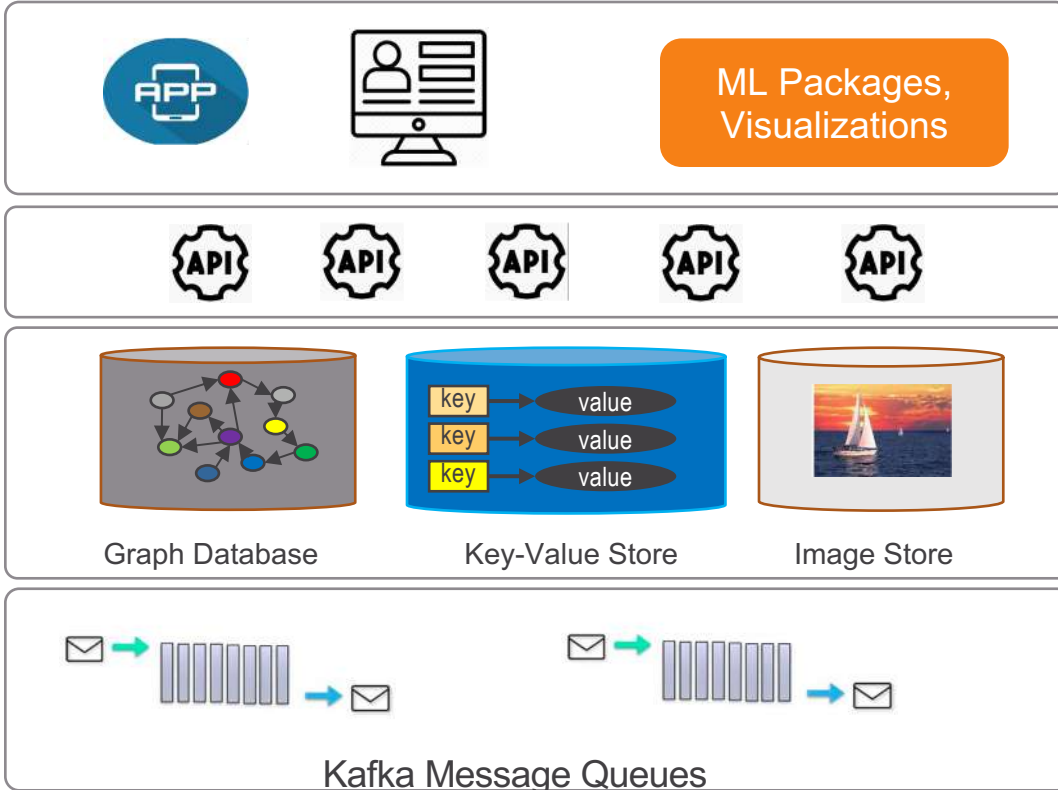 APP
ML Packages,
Visualizations
API
API
API
API
API
key
value
key
value
key
value
Graph Database
Key-Value Store
Image Store
Kafka Message Queues